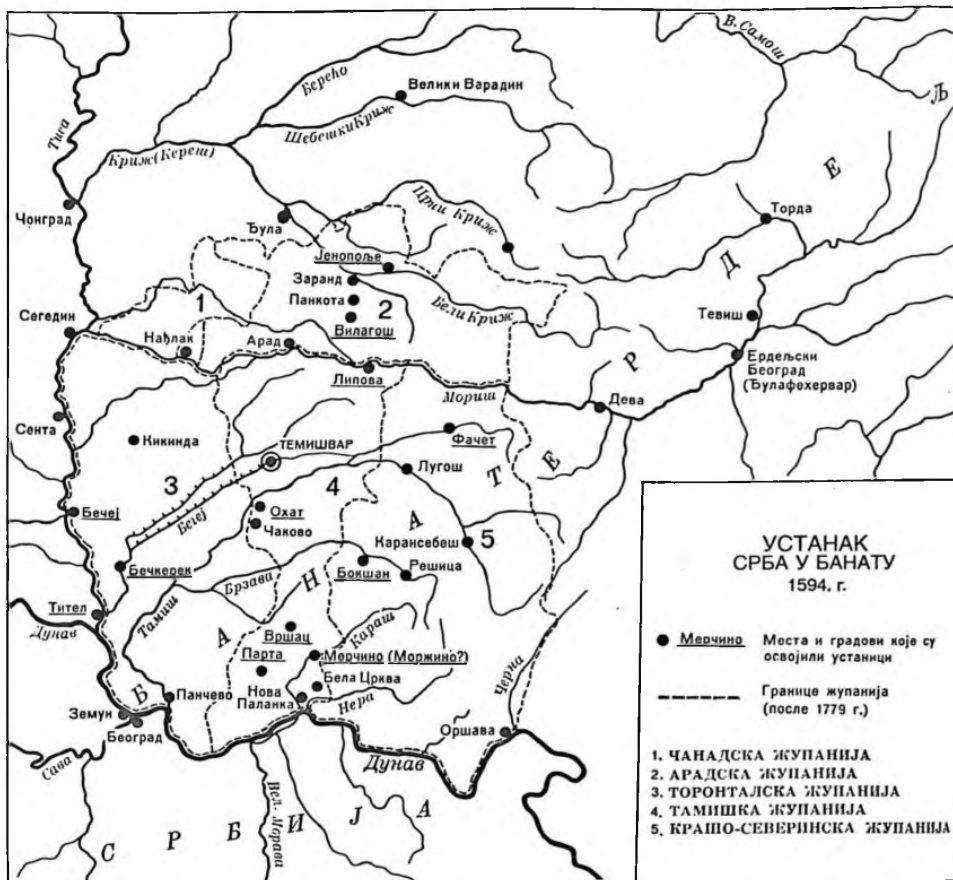 В. Самош
Велики Варадин
Берећо
Шебешки Криж
Тиса
Криж (Кереш)
Чонград
Ђула
Црни Криж
Торда
Јенопоље
Заранд
Панкота
2
Вилагош
Бели Криж
1
Сегедин
Нађлак
Арад
Тевиш
Ердељски
Београд
(Ђулафехервар)
Липова
Мориш
Дева
Сента
Кикинда
ТЕМИШВАР
Фачет
Лугош
3
4
Бегеј
Бечеј
Охат
Чаково
Карансебеш
5
Бечкерек
Бокшан
Решица
Брзава
Тител
Дунав
Тамиш
Вршац
Караш
Парта
Мерчино (Моржино?)
Бела Црква
Нова
Паланка
Нера
Черна
Панчево
Земун
Београд
Оршава
Сава
Дунав
Вел. Морава
Б А Н А Т
Е Р Д Е Љ
С Р Б И Ј А
УСТАНАК
СРБА У БАНАТУ
1594. г.
Мерчино
Места и градови које су
освојили устаници
Границе жупанија
(после 1779 г.)
1. ЧАНАДСКА ЖУПАНИЈА
2. АРАДСКА ЖУПАНИЈА
3. ТОРОНТАЛСКА ЖУПАНИЈА
4. ТАМИШКА ЖУПАНИЈА
5. КРАШО-СЕВЕРИНСКА ЖУПАНИЈА